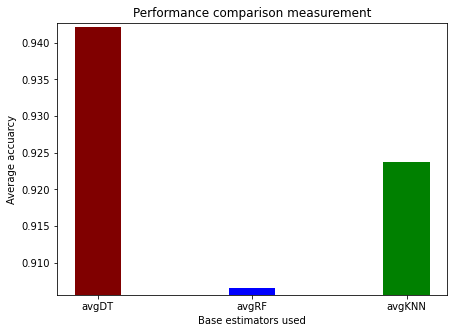 Performance comparison measurement
Average accuarcy
0.940
0.935
0.930
0.925
0.920
0.915
0.910
avgDT avgRF avgKNN
Base estimators used